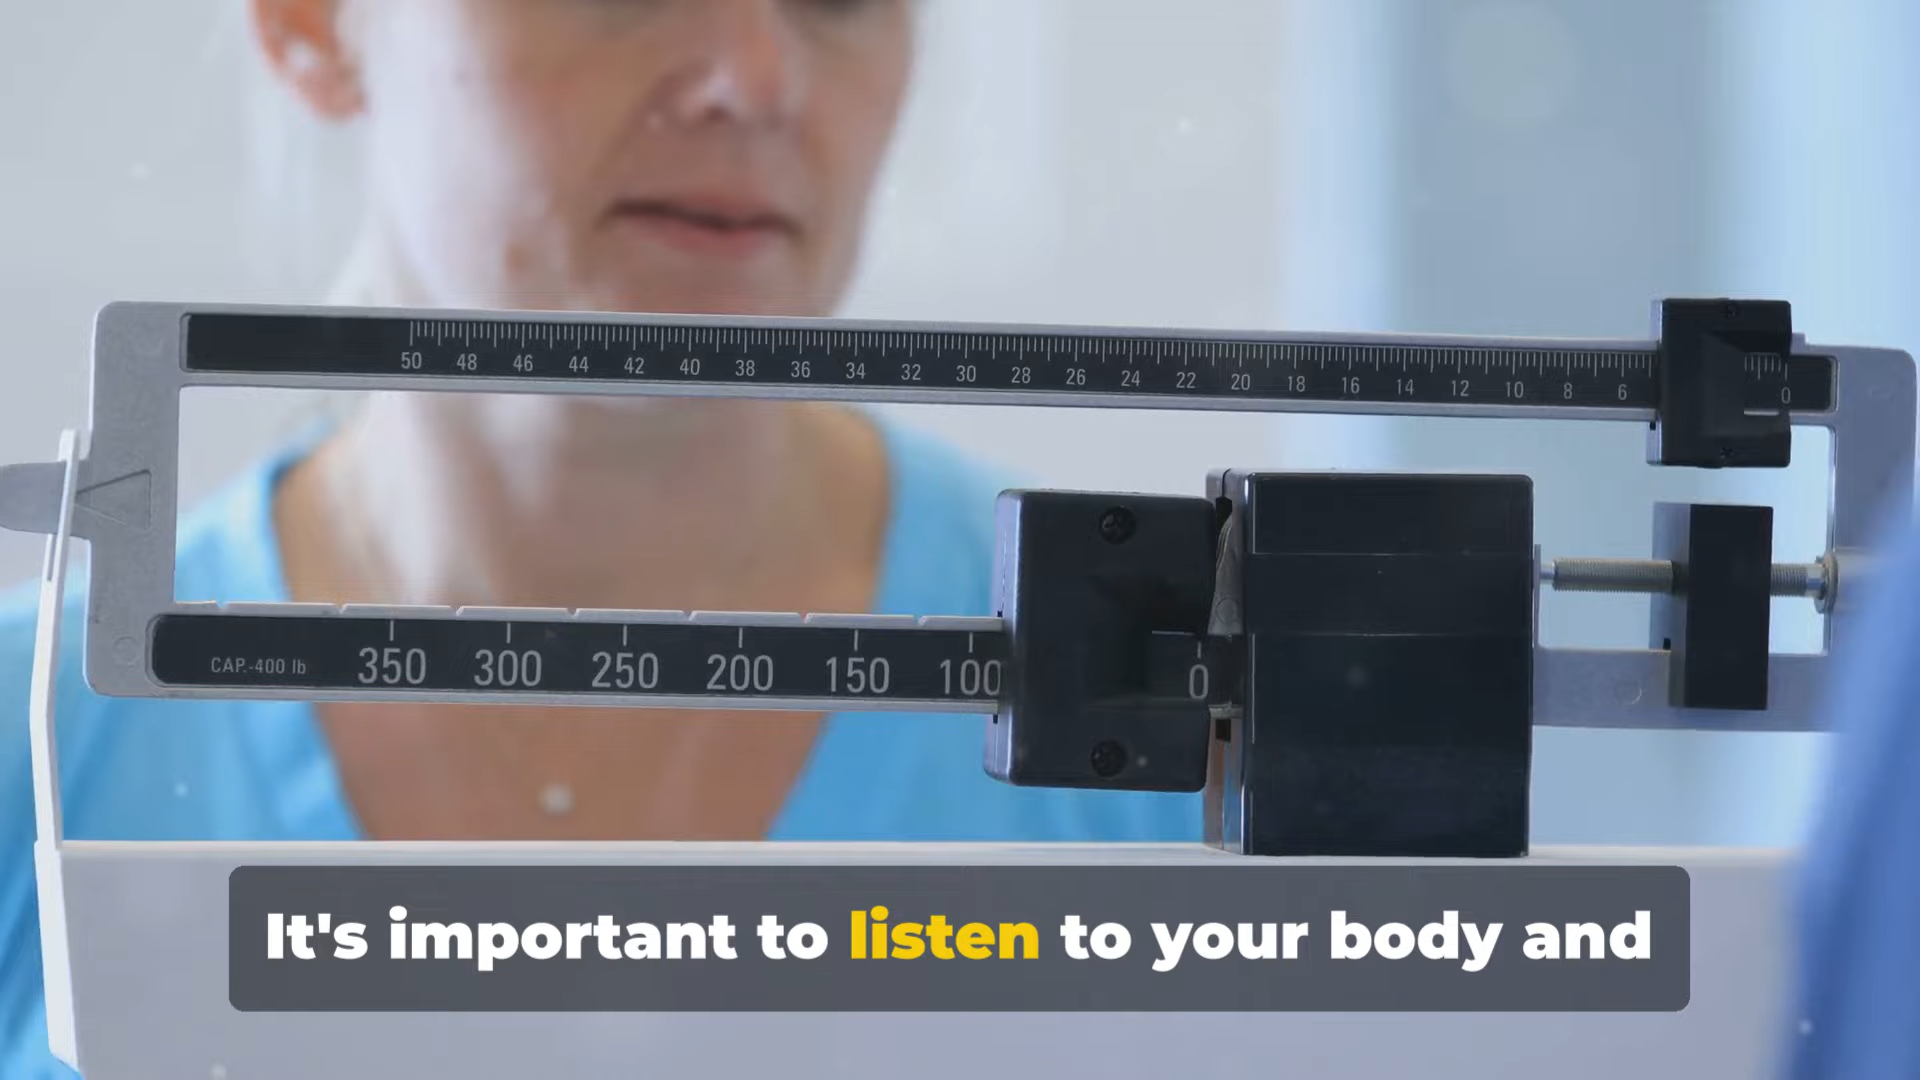 50 48 46 44 42 40 38 36 34 32 30 28 26 24 22 20 18 16 14 12 10 8 6 0
CAP.-400 lb 350 300 250 200 150 100 0
It's important to listen to your body and